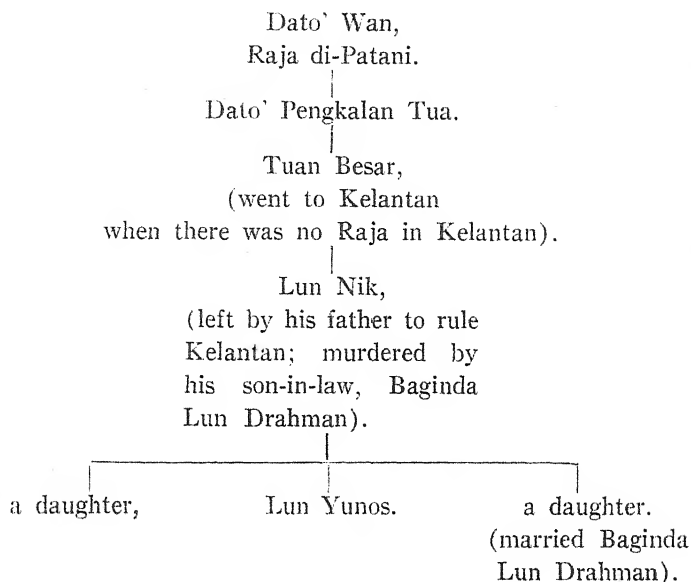 Dato' Wan,
Raja di-Patani.
Dato' Pengkalan Tua.
Tuan Besar,
(went to Kelantan
when there was no Raja in Kelantan).
Lun Nik,
(left by his father to rule
Kelantan; murdered by
his son-in-law, Baginda
Lun Drahman).
a daughter, Lun Yunos. a daughter.
(married Baginda
Lun Drahman).